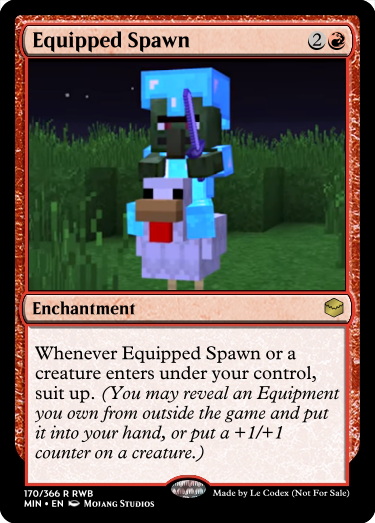 Equipped Spawn 2
Enchantment
Whenever Equipped Spawn or a
creature enters under your control,
suit up. (You may reveal an Equipment
you own from outside the game and put
it into your hand, or put a +1/+1
counter on a creature.)
170/366 R RWB
MIN • EN Mojang Studios
Made by Le Codex (Not For Sale)